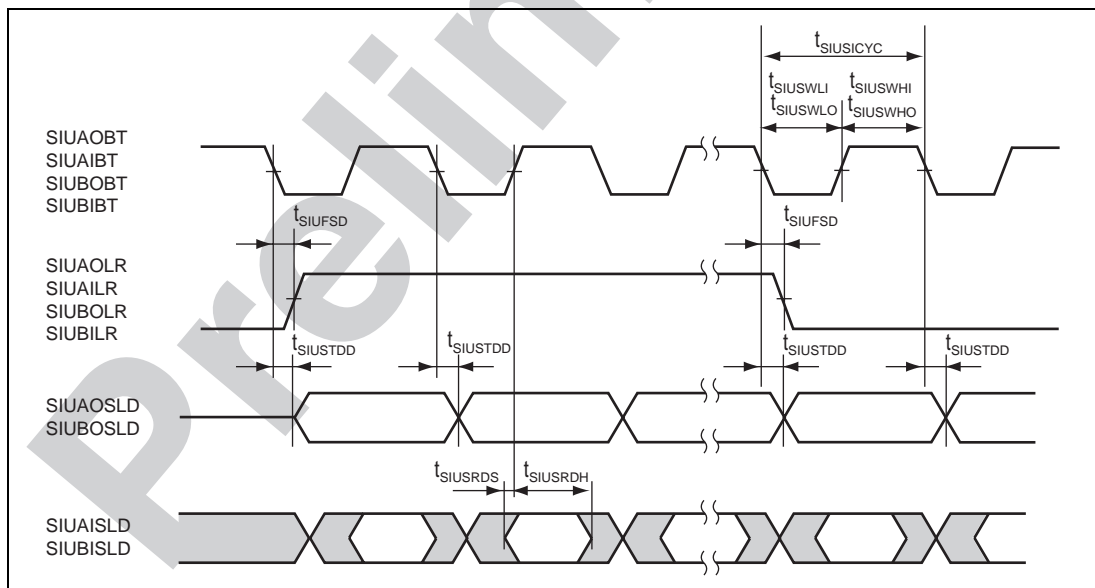 Prelim
tSIUSICYC
tSIUSWLI
tSIUSWHI
tSIUSWLO
tSIUSWHO
SIUAOBT
SIUAIBT
SIUBOBT
SIUBIBT
tSIUFSD
tSIUFSD
SIUAOLR
SIUAILR
SIUBOLR
SIUBILR
tSIUSTDD
tSIUSTDD
tSIUSTDD
tSIUSTDD
SIUAOSLD
SIUBOSLD
tSIUSRDS
tSIUSRDH
SIUAISLD
SIUBISLD